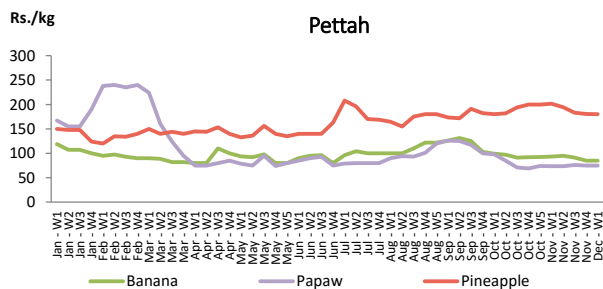 Rs./kg
Pettah
300
250
200
150
100
50
0
Jan - W1
Jan - W2
Jan - W3
Jan - W4
Feb - W1
Feb - W2
Feb - W3
Feb - W4
Mar - W1
Mar - W2
Mar - W3
Mar - W4
Apr - W1
Apr - W2
Apr - W3
Apr - W4
May - W1
May - W2
May - W3
May - W4
May - W5
Jun - W1
Jun - W2
Jun - W3
Jun - W4
Jul - W1
Jul - W2
Jul - W3
Jul - W4
Aug - W1
Aug - W2
Aug - W3
Aug - W4
Aug - W5
Sep - W1
Sep - W2
Sep - W3
Sep - W4
Oct - W1
Oct - W2
Oct - W3
Oct - W4
Oct - W5
Nov - W1
Nov - W2
Nov - W3
Nov - W4
Dec - W1
Banana
Papaw
Pineapple